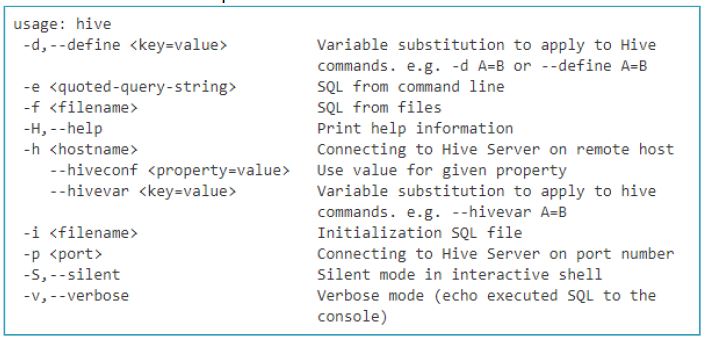 usage: hive
-d,--define <key=value> Variable substitution to apply to Hive
commands. e.g. -d A=B or --define A=B
-e <quoted-query-string> SQL from command line
-f <filename> SQL from files
-H,--help Print help information
-h <hostname> Connecting to Hive Server on remote host
--hiveconf <property=value> Use value for given property
--hivevar <key=value> Variable substitution to apply to hive
commands. e.g. --hivevar A=B
-i <filename> Initialization SQL file
-p <port> Connecting to Hive Server on port number
-S,--silent Silent mode in interactive shell
-v,--verbose Verbose mode (echo executed SQL to the
console)